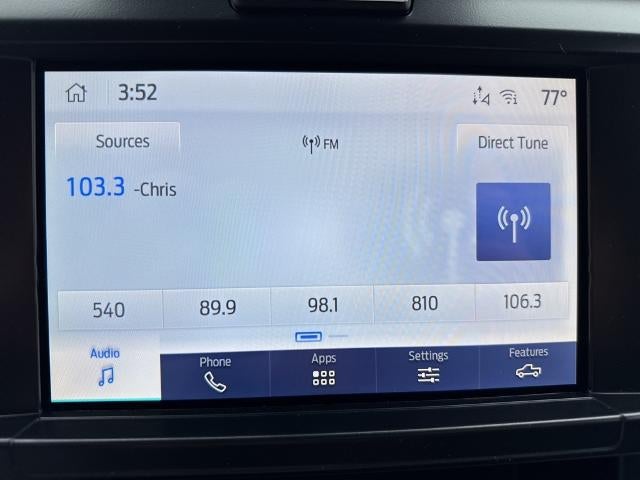 3:52 77°
Sources FM Direct Tune
103.3 -Chris
540 89.9 98.1 810 106.3
Audio Phone Apps Settings Features